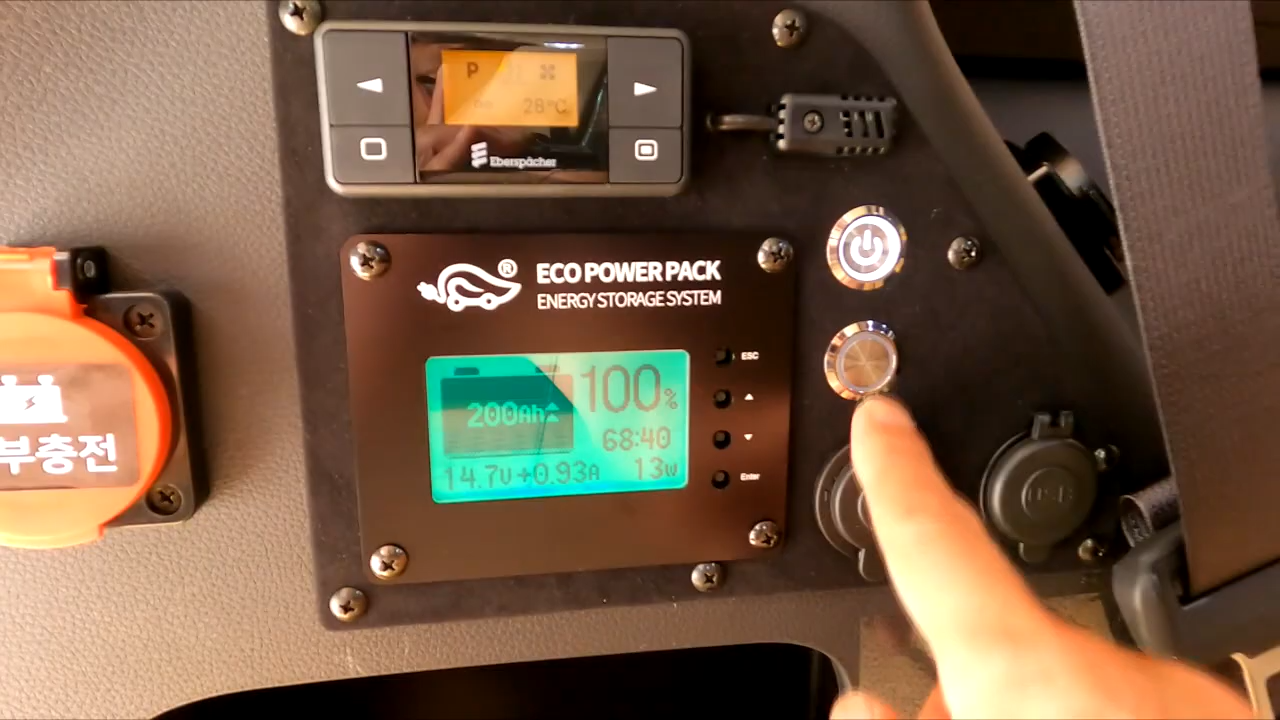 P
28°C
Eberspächer
®
ECO POWER PACK
ENERGY STORAGE SYSTEM
ESC
200Ah
100%
68:40
14.7V+0.93A 13W
Enter
부충전
USB